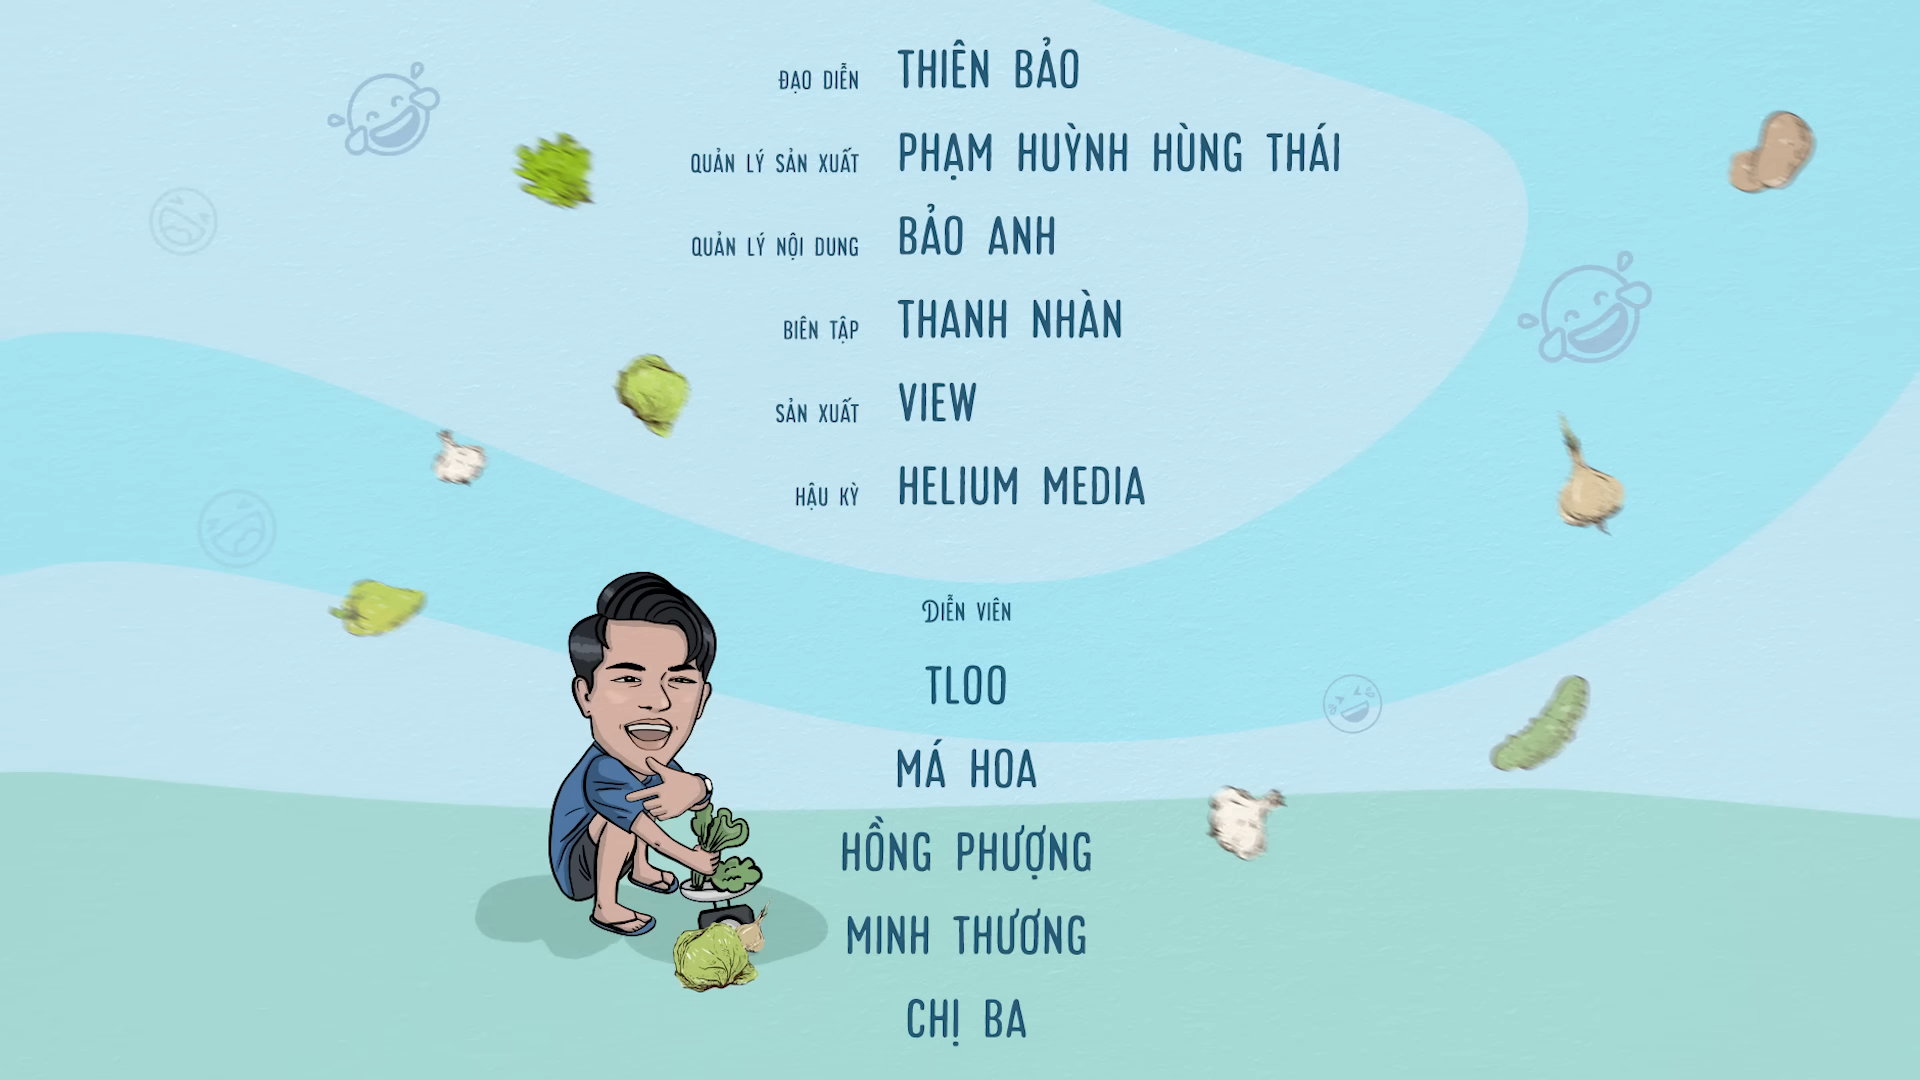 ĐẠO DIỄN THIÊN BẢO
QUẢN LÝ SẢN XUẤT PHẠM HUỲNH HÙNG THÁI
QUẢN LÝ NỘI DUNG BẢO ANH
BIÊN TẬP THANH NHÀN
SẢN XUẤT VIEW
HẬU KỲ HELIUM MEDIA
DIỄN VIÊN
TLOO
MÁ HOA
HỒNG PHƯỢNG
MINH THƯƠNG
CHỊ BA